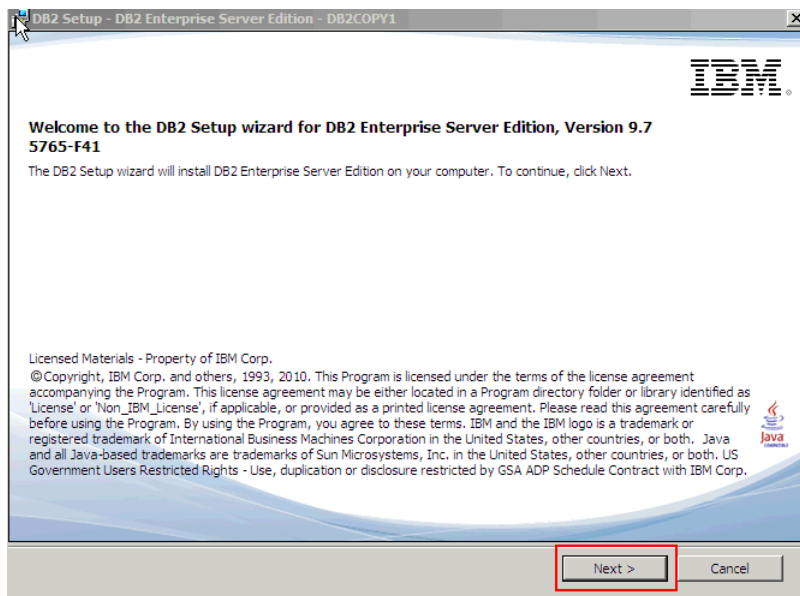 DB2 Setup - DB2 Enterprise Server Edition - DB2COPY1
IBM
Welcome to the DB2 Setup wizard for DB2 Enterprise Server Edition, Version 9.7
5765-F41
The DB2 Setup wizard will install DB2 Enterprise Server Edition on your computer. To continue, click Next.
Licensed Materials - Property of IBM Corp.
©Copyright, IBM Corp. and others, 1993, 2010. This Program is licensed under the terms of the license agreement
accompanying the Program. This license agreement may be either located in a Program directory folder or library identified as
'License' or 'Non_IBM_License', if applicable, or provided as a printed license agreement. Please read this agreement carefully
before using the Program. By using the Program, you agree to these terms. IBM and the IBM logo is a trademark or
registered trademark of International Business Machines Corporation in the United States, other countries, or both. Java
and all Java-based trademarks are trademarks of Sun Microsystems, Inc. in the United States, other countries, or both. US
Government Users Restricted Rights - Use, duplication or disclosure restricted by GSA ADP Schedule Contract with IBM Corp.
Java
COMPATIBLE
Next >
Cancel